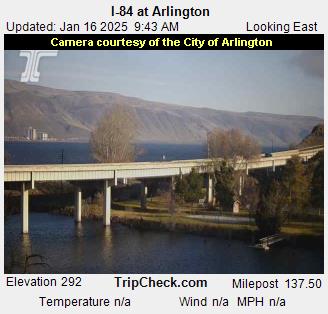 I-84 at Arlington
Updated: Jan 16 2025 9:43 AM Looking East
Camera courtesy of the City of Arlington
Elevation 292 TripCheck.com Milepost 137.50
Temperature n/a Wind n/a MPH n/a